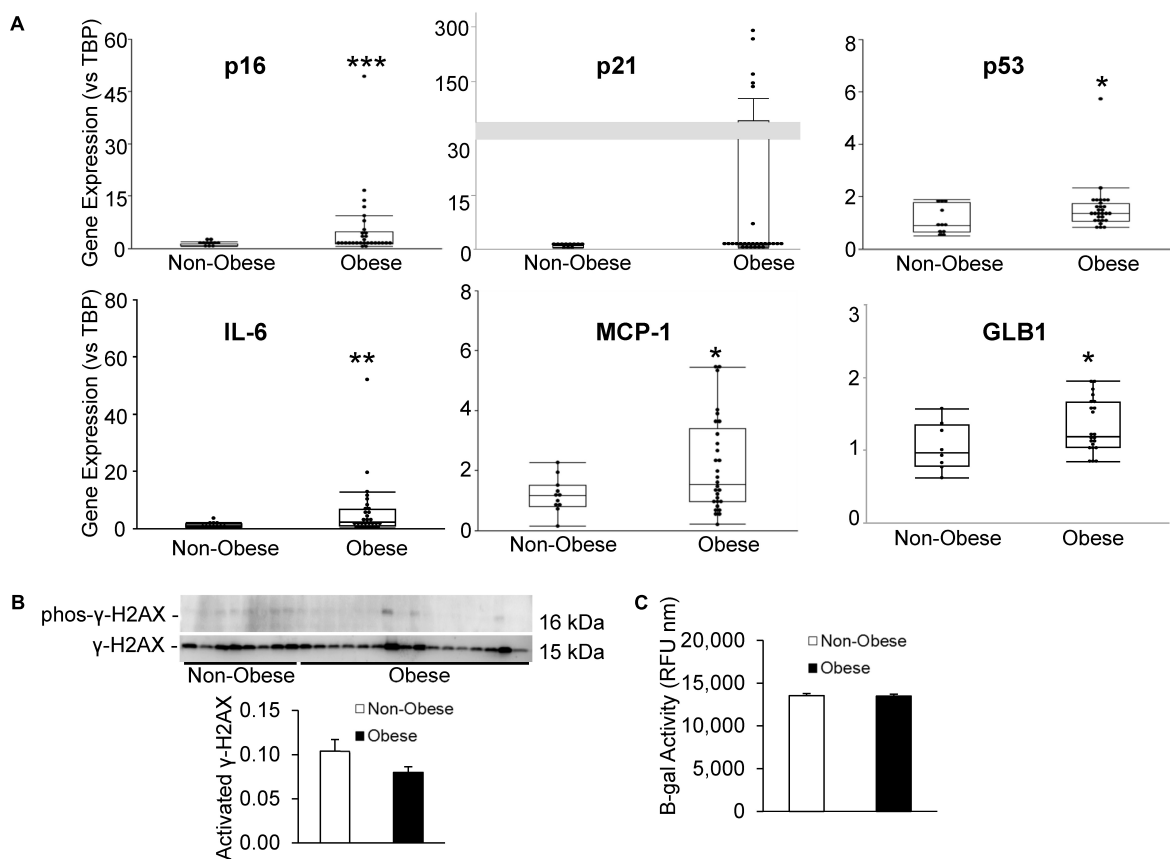 A
Gene Expression (vs TBP)
60
45
30
15
0
p16
***
Non-Obese
Obese
300
150
0
30
15
0
p21
Non-Obese
Obese
8
6
4
2
0
p53
*
Non-Obese
Obese
Gene Expression (vs TBP)
80
60
40
20
0
IL-6
**
Non-Obese
Obese
8
6
4
2
0
MCP-1
*
Non-Obese
Obese
3
2
1
0
GLB1
*
Non-Obese
Obese
B
phos-γ-H2AX -
16 kDa
γ-H2AX -
15 kDa
Non-Obese
Obese
Activated γ-H2AX
0.15
0.10
0.05
0.00
Non-Obese
Obese
C
B-gal Activity (RFU nm)
20,000
15,000
10,000
5,000
0
Non-Obese
Obese